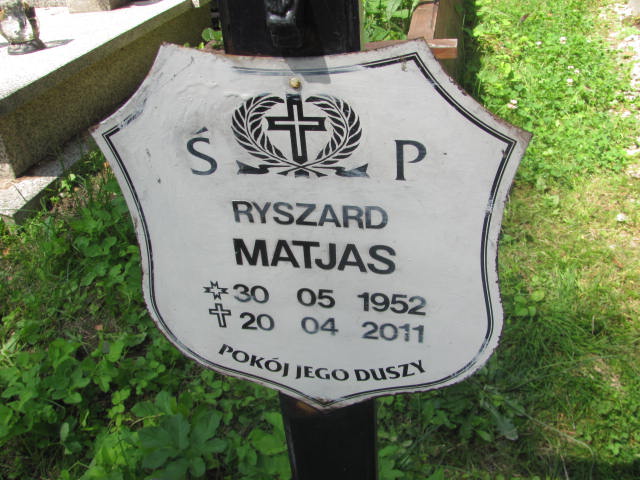 Ś P
RYSZARD
MATJAS
30 05 1952
20 04 2011
POKÓJ JEGO DUSZY